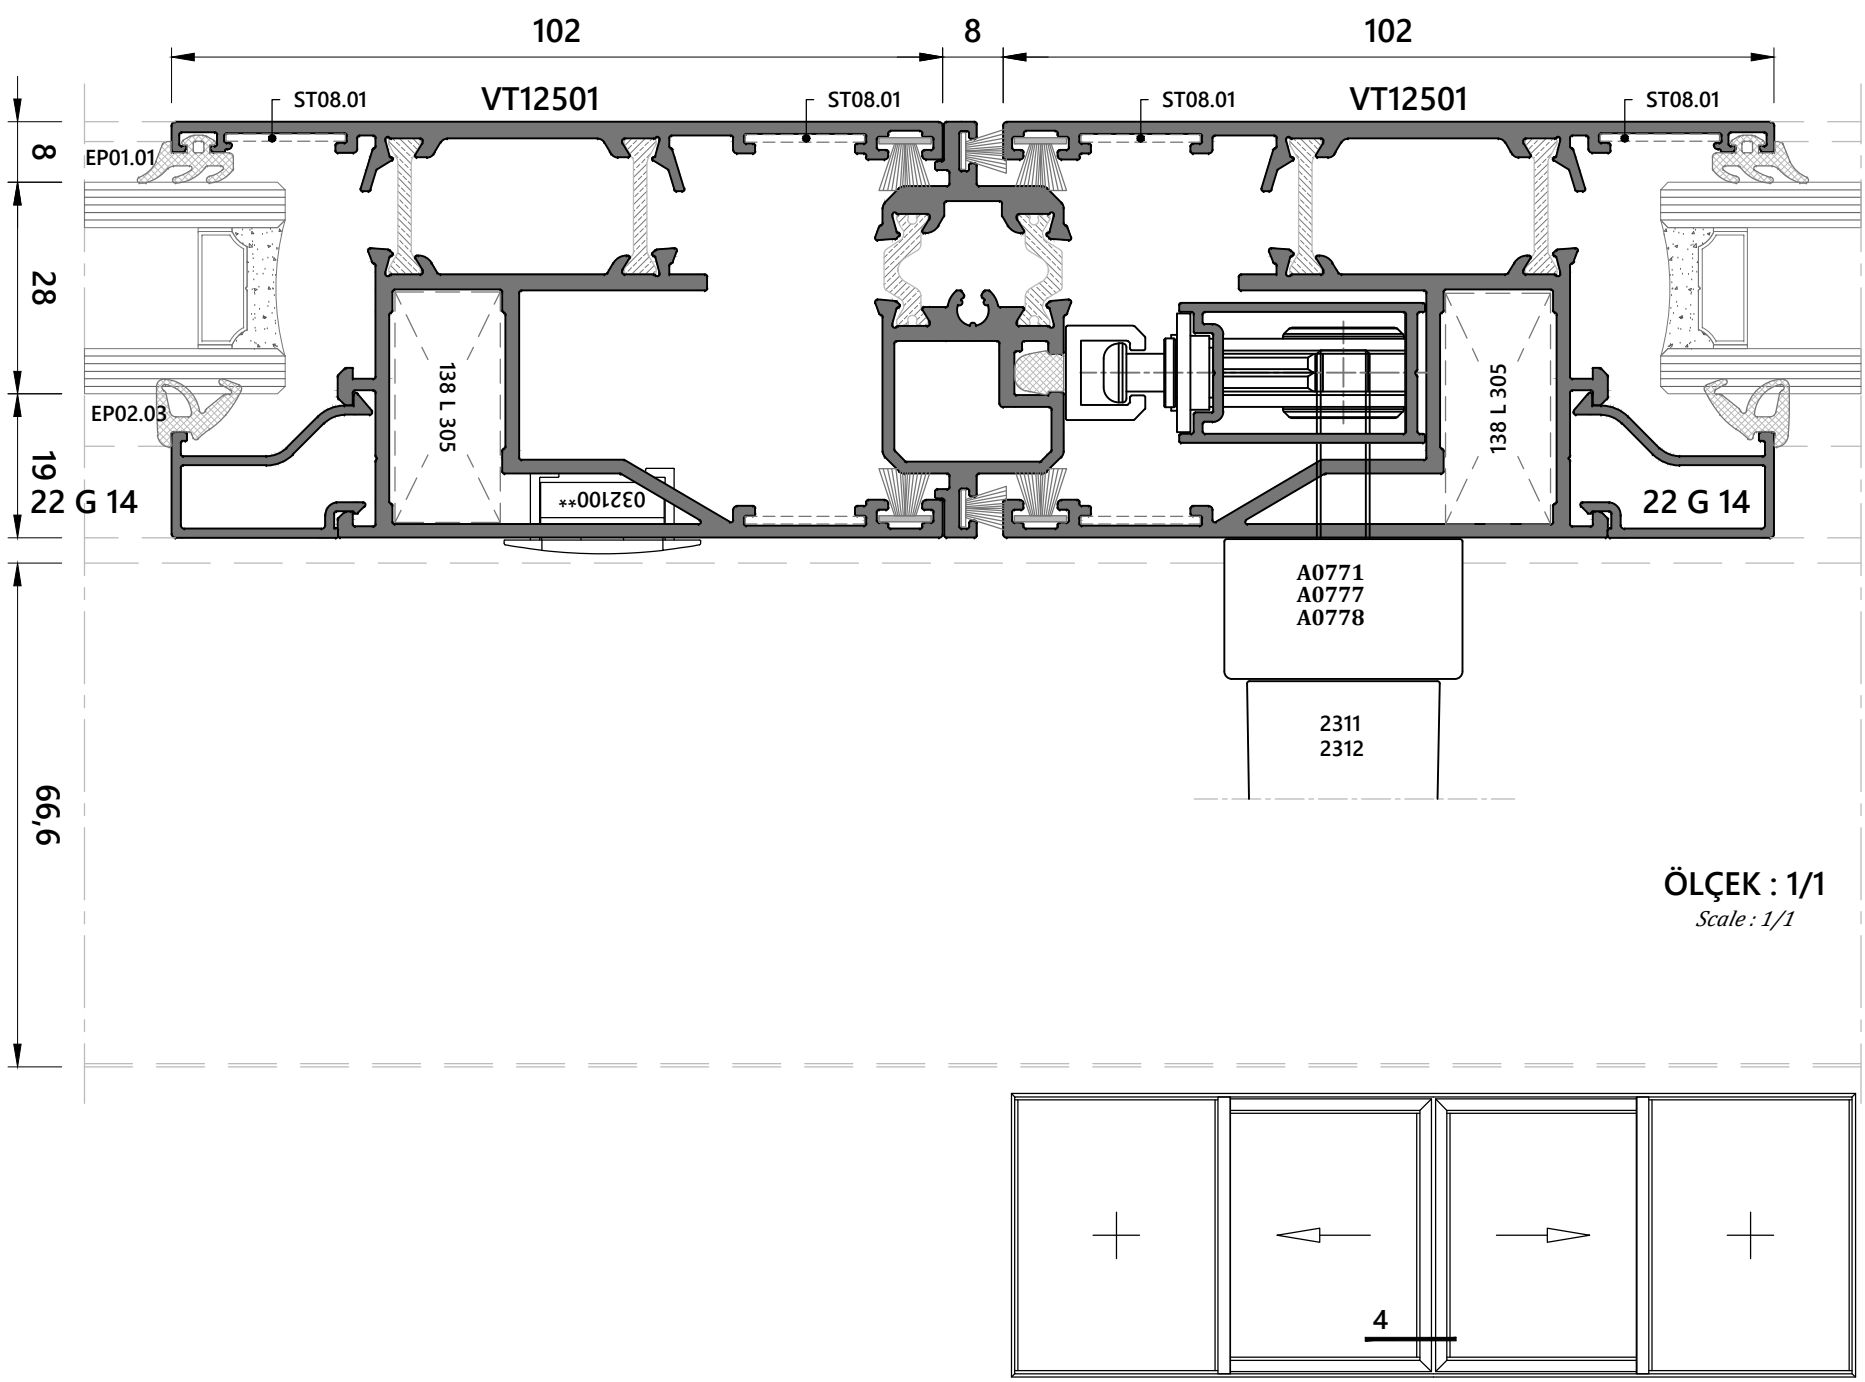 102
8
102
VT12501
VT12501
ST08.01
ST08.01
ST08.01
ST08.01
8
EP01.01
28
138 L 305
138 L 305
EP02.03
19
22 G 14
032100**
22 G 14
A0771
A0777
A0778
2311
2312
66,6
ÖLÇEK : 1/1
Scale : 1/1
4